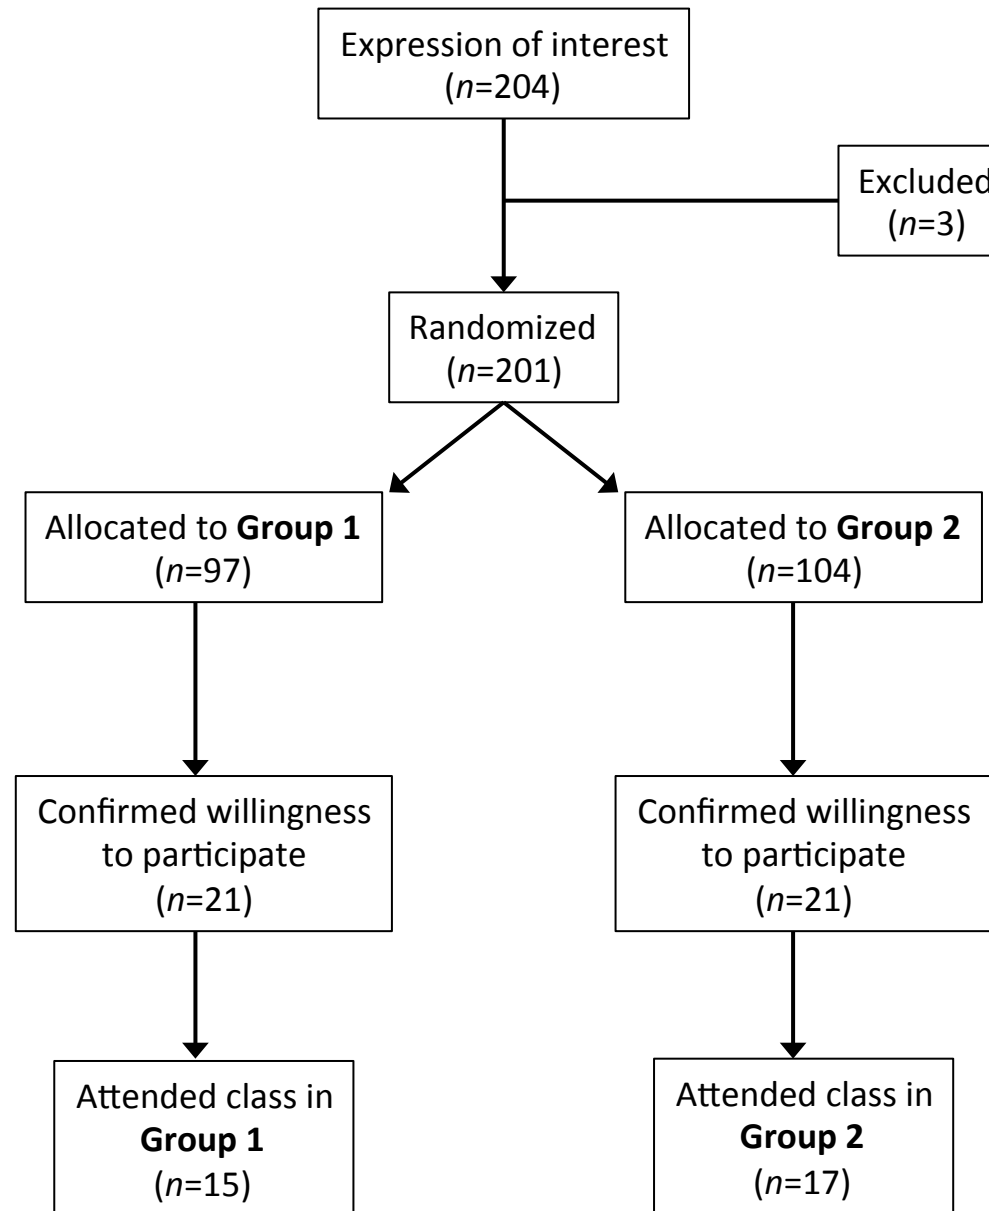 Expression of interest
(n=204)
Excluded
(n=3)
Randomized
(n=201)
Allocated to Group 1
(n=97)
Allocated to Group 2
(n=104)
Confirmed willingness
to participate
(n=21)
Confirmed willingness
to participate
(n=21)
Attended class in
Group 1
(n=15)
Attended class in
Group 2
(n=17)